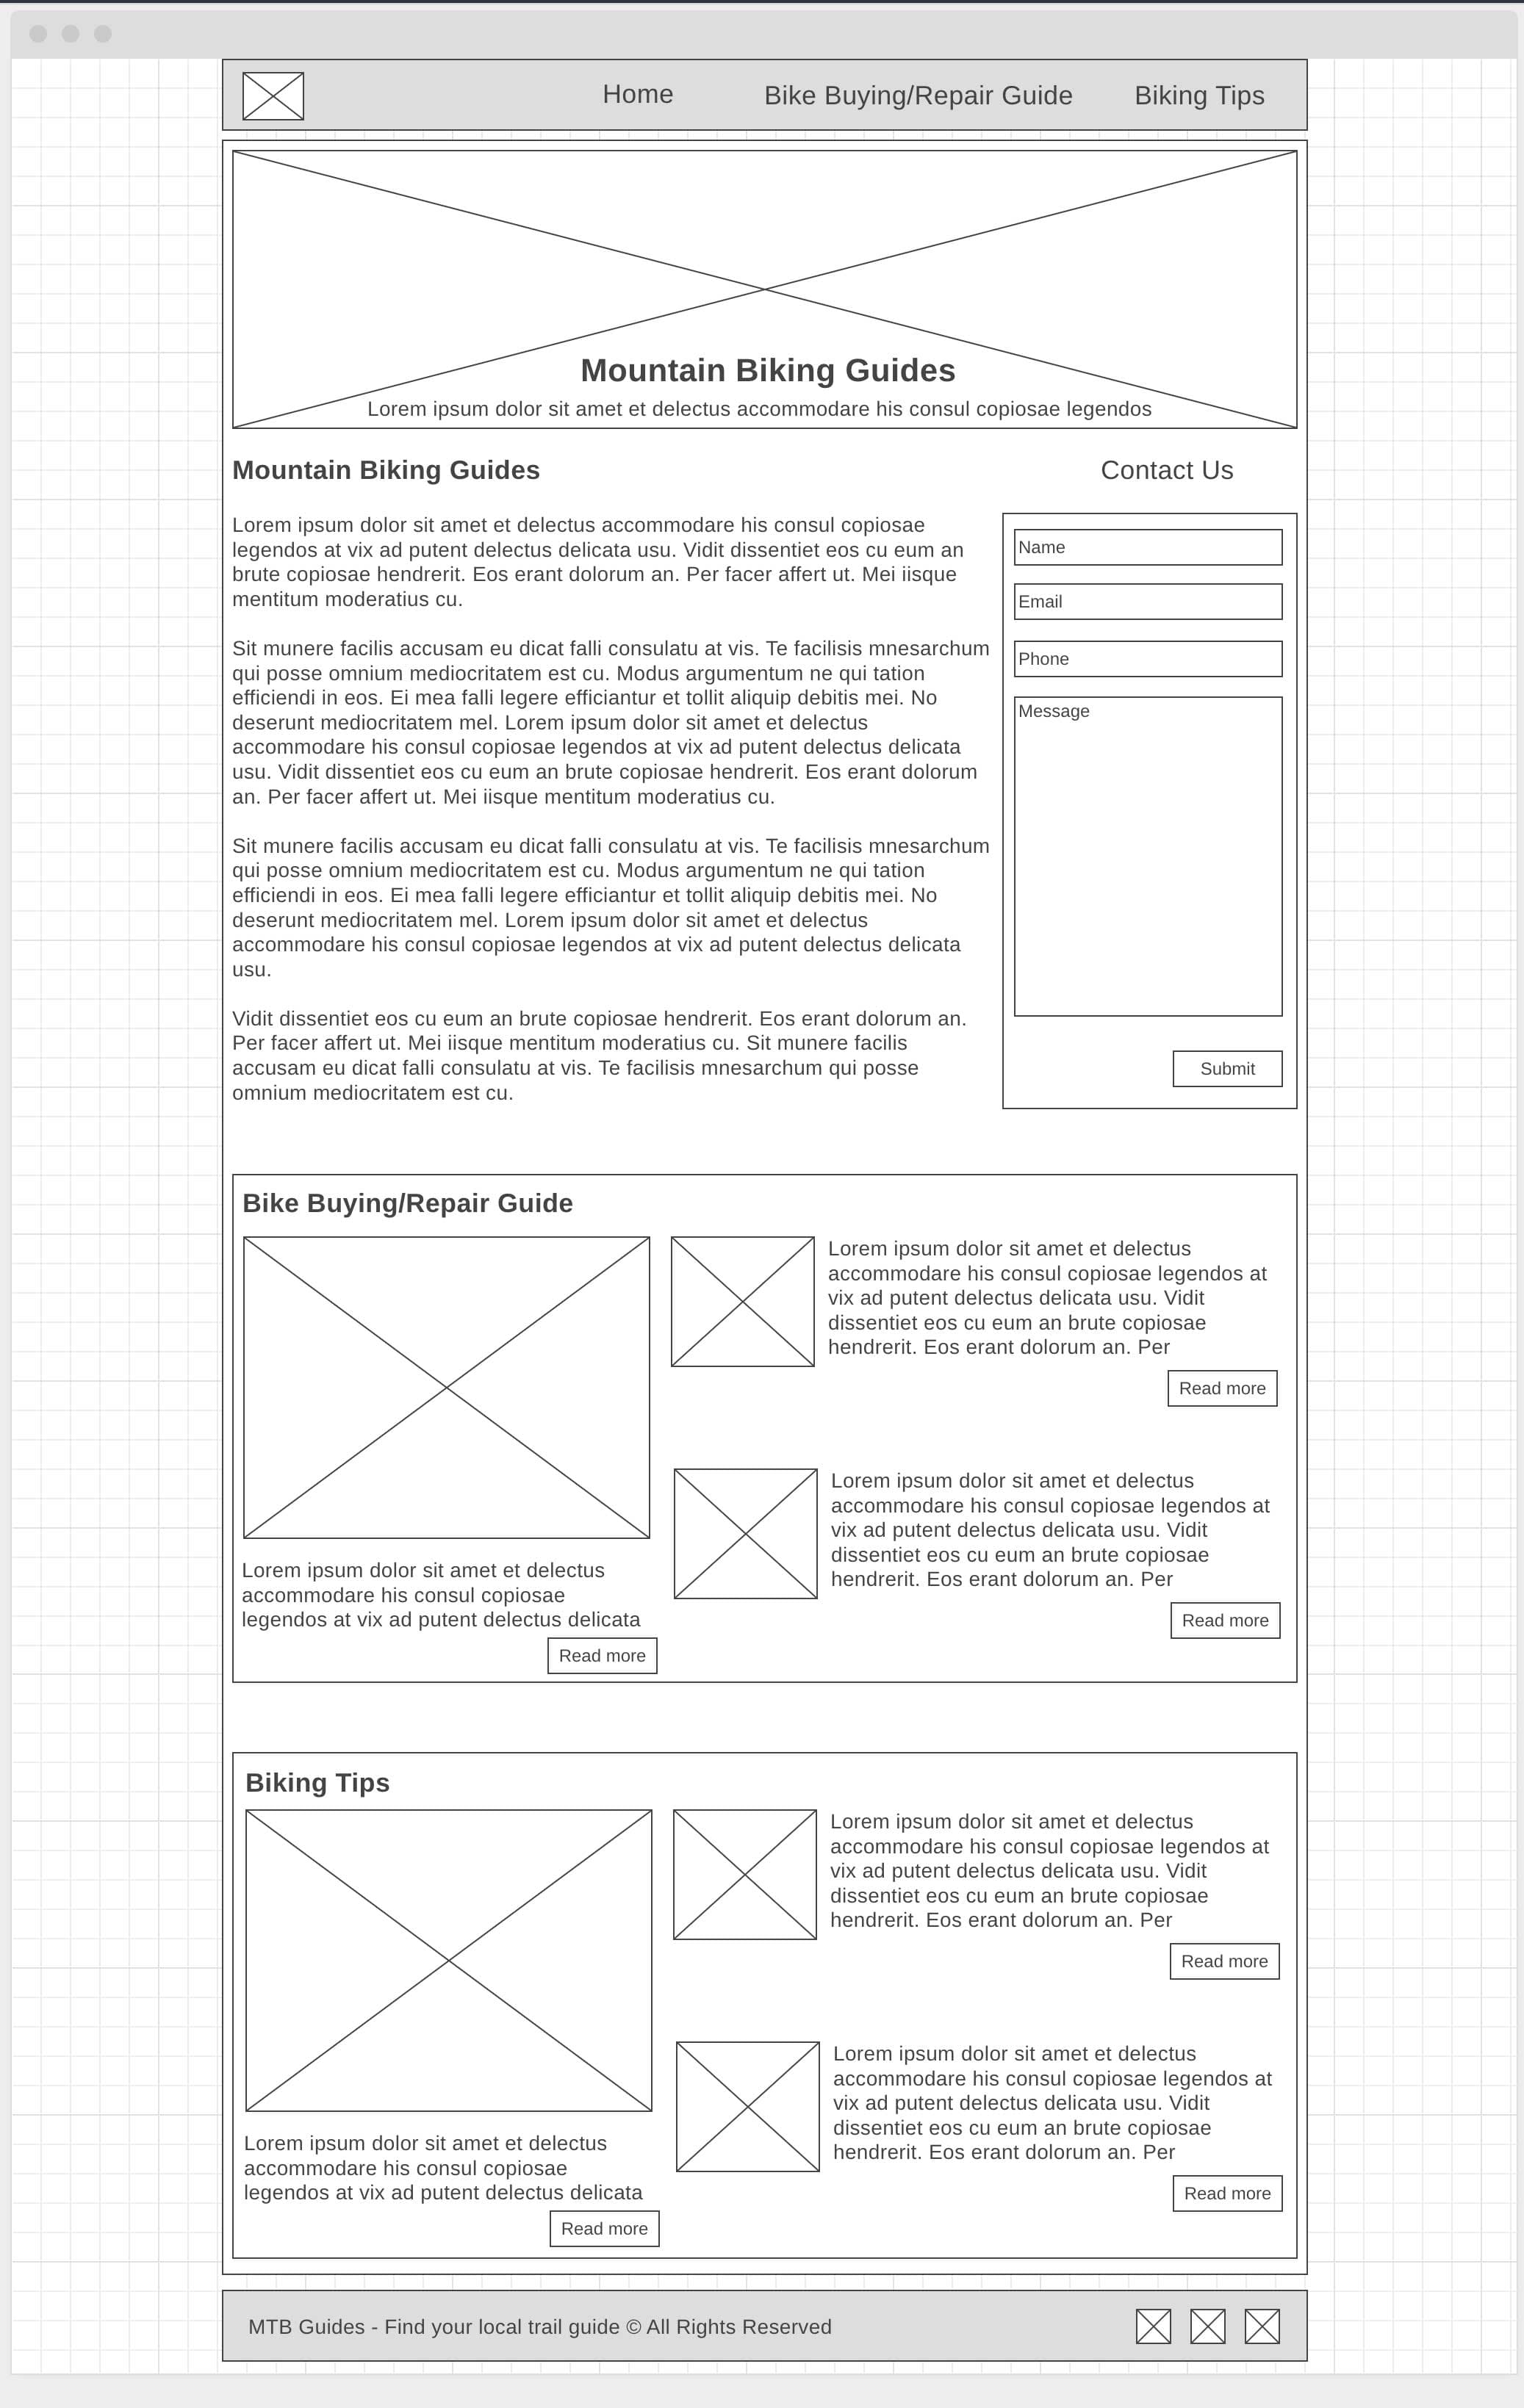 Home
Bike Buying/Repair Guide
Biking Tips
Mountain Biking Guides
Lorem ipsum dolor sit amet et delectus accommodare his consul copiosae legendos
Mountain Biking Guides
Lorem ipsum dolor sit amet et delectus accommodare his consul copiosae
legendos at vix ad putent delectus delicata usu. Vidit dissentiet eos cu eum an
brute copiosae hendrerit. Eos erant dolorum an. Per facer affert ut. Mei iisque
mentitum moderatius cu.
Sit munere facilis accusam eu dicat falli consulatu at vis. Te facilisis mnesarchum
qui posse omnium mediocritatem est cu. Modus argumentum ne qui tation
efficiendi in eos. Ei mea falli legere efficiantur et tollit aliquip debitis mei. No
deserunt mediocritatem mel. Lorem ipsum dolor sit amet et delectus
accommodare his consul copiosae legendos at vix ad putent delectus delicata
usu. Vidit dissentiet eos cu eum an brute copiosae hendrerit. Eos erant dolorum
an. Per facer affert ut. Mei iisque mentitum moderatius cu.
Sit munere facilis accusam eu dicat falli consulatu at vis. Te facilisis mnesarchum
qui posse omnium mediocritatem est cu. Modus argumentum ne qui tation
efficiendi in eos. Ei mea falli legere efficiantur et tollit aliquip debitis mei. No
deserunt mediocritatem mel. Lorem ipsum dolor sit amet et delectus
accommodare his consul copiosae legendos at vix ad putent delectus delicata
usu.
Vidit dissentiet eos cu eum an brute copiosae hendrerit. Eos erant dolorum an.
Per facer affert ut. Mei iisque mentitum moderatius cu. Sit munere facilis
accusam eu dicat falli consulatu at vis. Te facilisis mnesarchum qui posse
omnium mediocritatem est cu.
Contact Us
Name
Email
Phone
Message
Submit
Bike Buying/Repair Guide
Lorem ipsum dolor sit amet et delectus
accommodare his consul copiosae
legendos at vix ad putent delectus delicata
Read more
Lorem ipsum dolor sit amet et delectus
accommodare his consul copiosae legendos at
vix ad putent delectus delicata usu. Vidit
dissentiet eos cu eum an brute copiosae
hendrerit. Eos erant dolorum an. Per
Read more
Lorem ipsum dolor sit amet et delectus
accommodare his consul copiosae legendos at
vix ad putent delectus delicata usu. Vidit
dissentiet eos cu eum an brute copiosae
hendrerit. Eos erant dolorum an. Per
Read more
Biking Tips
Lorem ipsum dolor sit amet et delectus
accommodare his consul copiosae
legendos at vix ad putent delectus delicata
Read more
Lorem ipsum dolor sit amet et delectus
accommodare his consul copiosae legendos at
vix ad putent delectus delicata usu. Vidit
dissentiet eos cu eum an brute copiosae
hendrerit. Eos erant dolorum an. Per
Read more
Lorem ipsum dolor sit amet et delectus
accommodare his consul copiosae legendos at
vix ad putent delectus delicata usu. Vidit
dissentiet eos cu eum an brute copiosae
hendrerit. Eos erant dolorum an. Per
Read more
MTB Guides - Find your local trail guide © All Rights Reserved